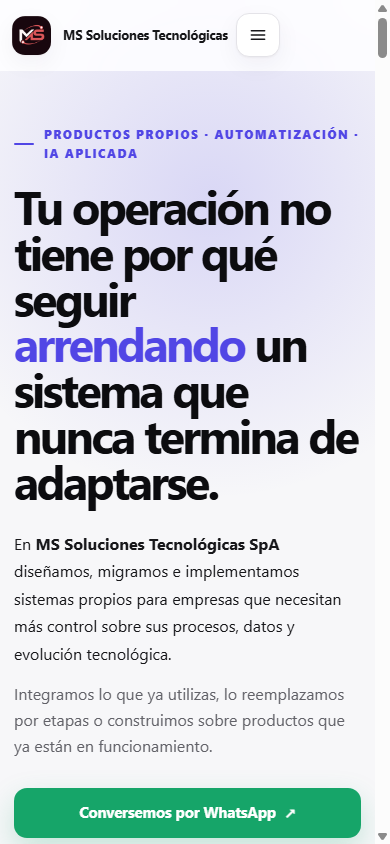 MS
MS Soluciones Tecnológicas
PRODUCTOS PROPIOS · AUTOMATIZACIÓN ·
IA APLICADA
Tu operación no
tiene por qué
seguir
arrendando un
sistema que
nunca termina de
adaptarse.
En MS Soluciones Tecnológicas SpA
diseñamos, migramos e implementamos
sistemas propios para empresas que necesitan
más control sobre sus procesos, datos y
evolución tecnológica.
Integramos lo que ya utilizas, lo reemplazamos
por etapas o construimos sobre productos que
ya están en funcionamiento.
Conversemos por WhatsApp ↗